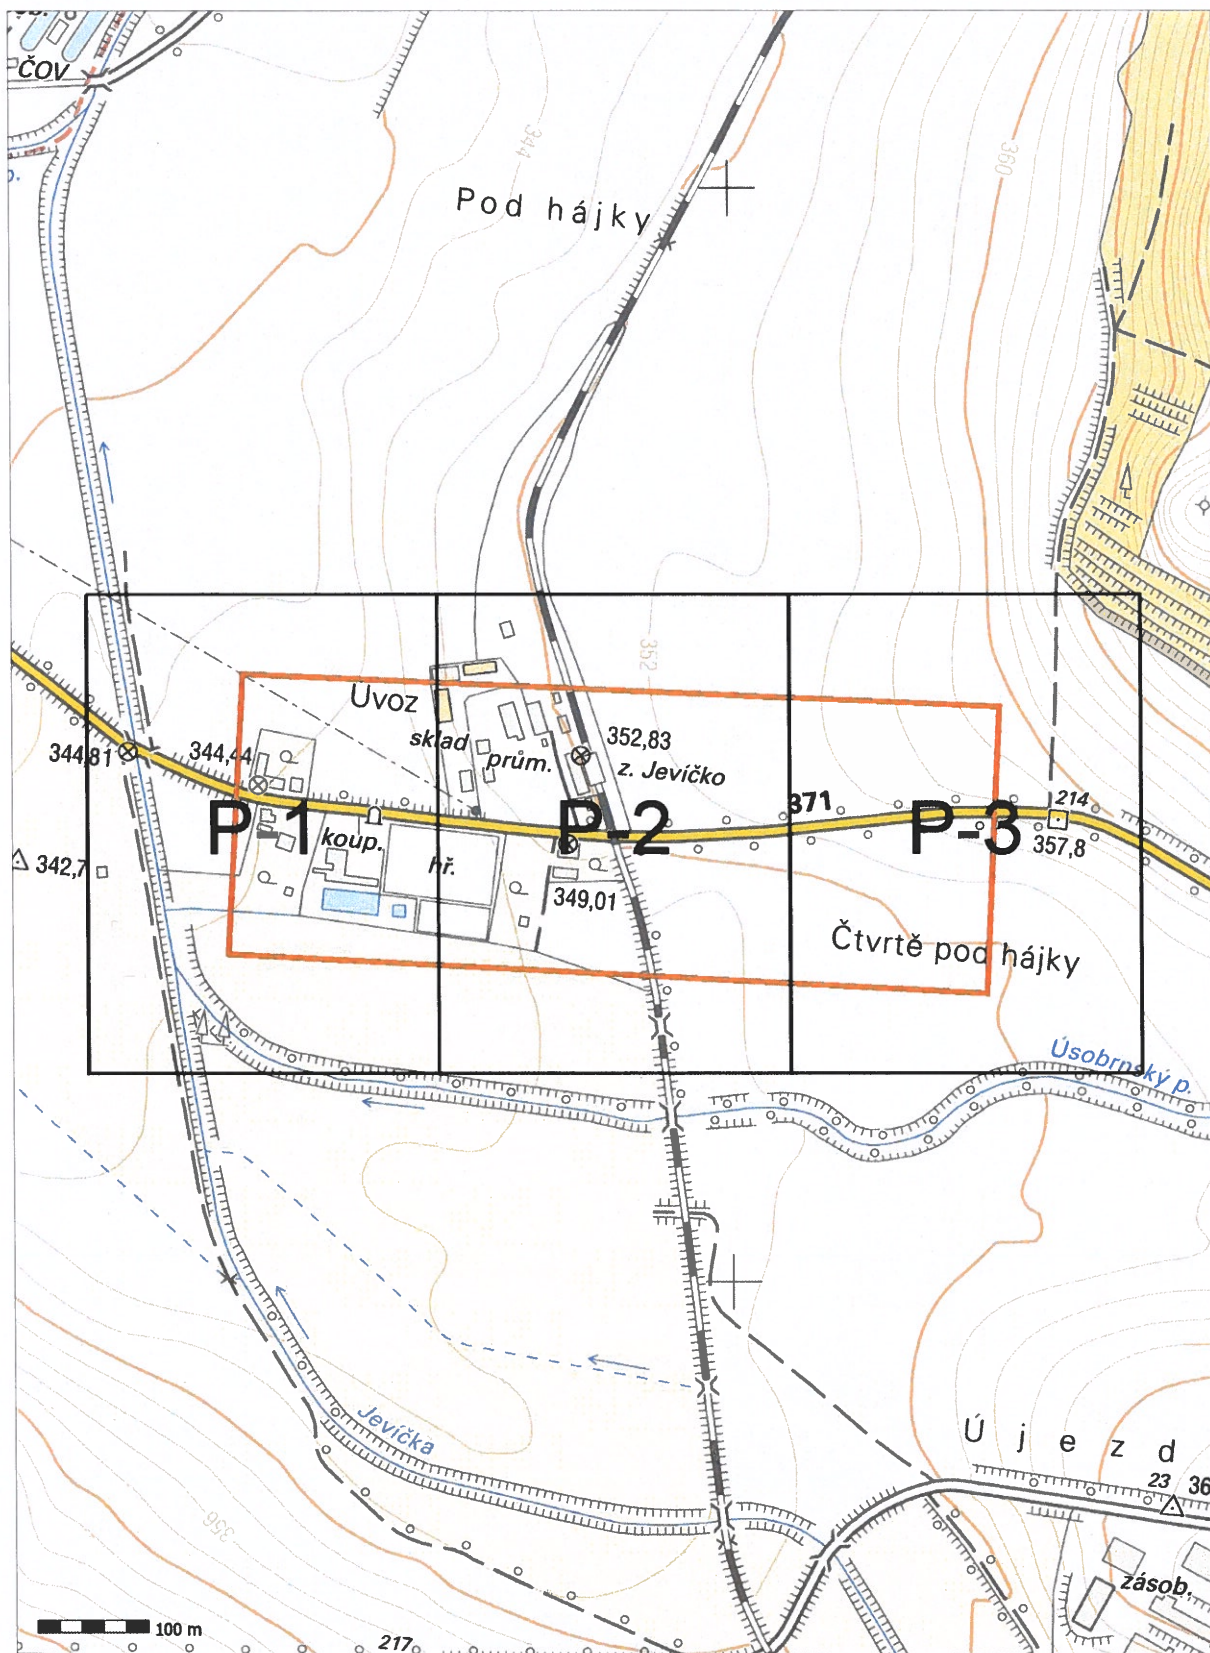 ČOV
344
360
Pod hájky
352
Úvoz
344,81
344,44
sklad
prům.
352,83
z. Jevíčko
371
214
P-1
P-2
P-3
357,8
koup.
hř.
342,7
349,01
Čtvrtě pod hájky
Úsobrnský p.
Jevíčka
Újezd
23
36
356
zásob.
100 m
217